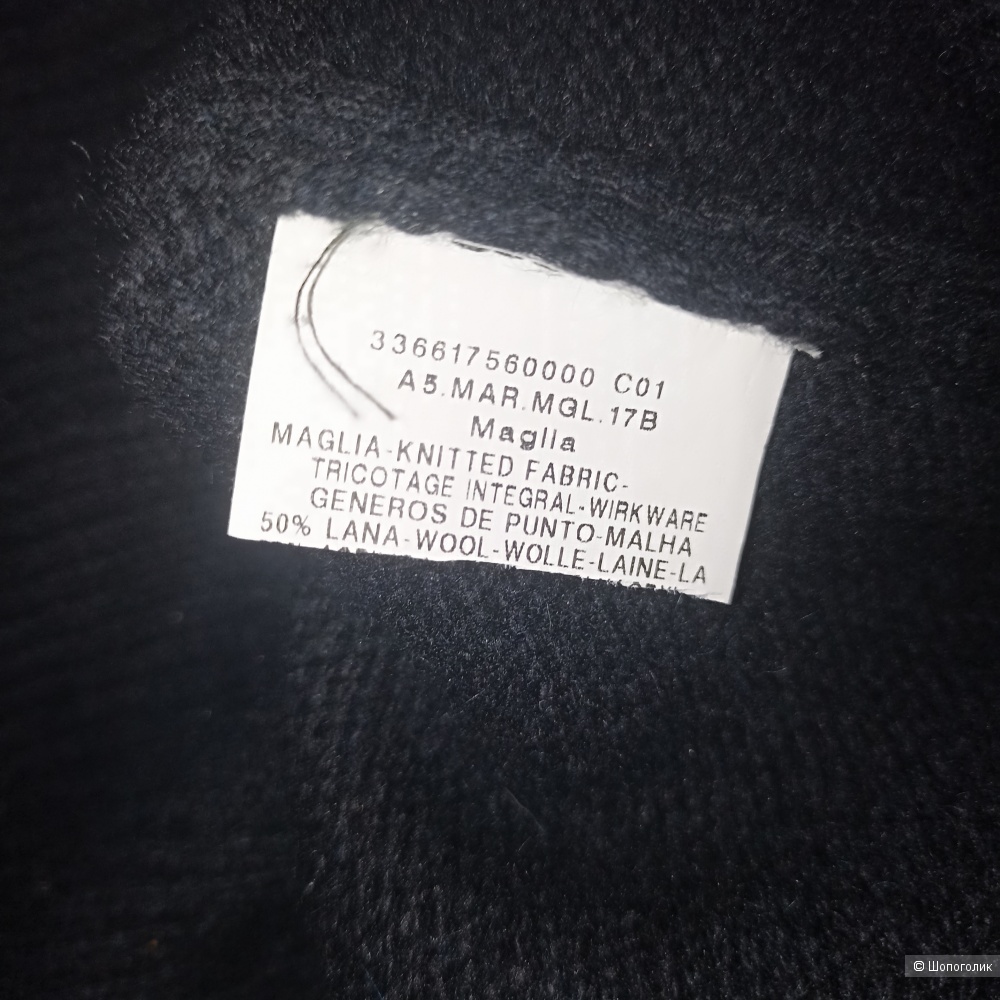 336617560000 C01
A5.MAR.MGL.17B
Maglia
MAGLIA-KNITTED FABRIC-
TRICOTAGE INTEGRAL-WIRKWARE
GENEROS DE PUNTO-MALHA
50% LANA-WOOL-WOLLE-LAINE-LA
© Шопоголик